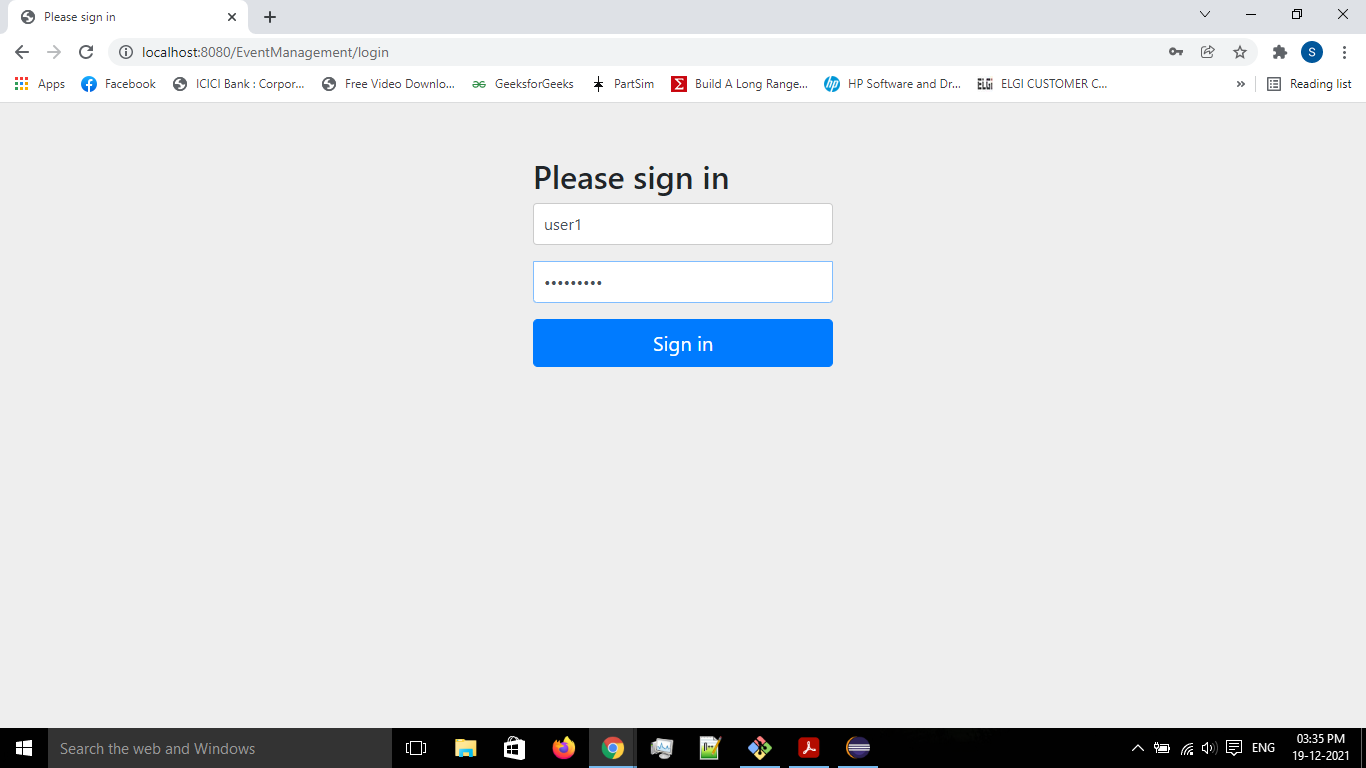 Please sign in
localhost:8080/EventManagement/login
S
Apps
Facebook
ICICI Bank : Corpor...
Free Video Downlo...
GeeksforGeeks
PartSim
Build A Long Range...
HP Software and Dr...
ELGi ELGI CUSTOMER C...
»
Reading list
Please sign in
user1
•••••••••
Sign in
Search the web and Windows
ENG
03:35 PM
19-12-2021